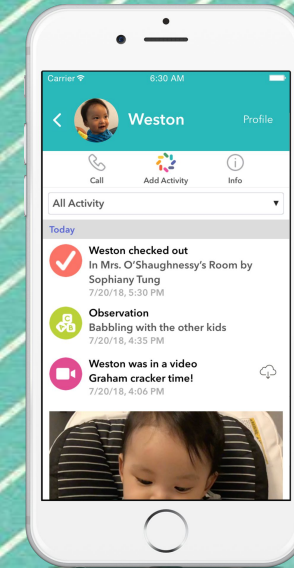 Carrier 6:30 AM
Weston Profile
Call Add Activity Info
All Activity
Today
Weston checked out
In Mrs. O'Shaughnessy's Room by
Sophiany Tung
7/20/18, 5:30 PM
Observation
Babbling with the other kids
7/20/18, 4:35 PM
Weston was in a video
Graham cracker time!
7/20/18, 4:06 PM